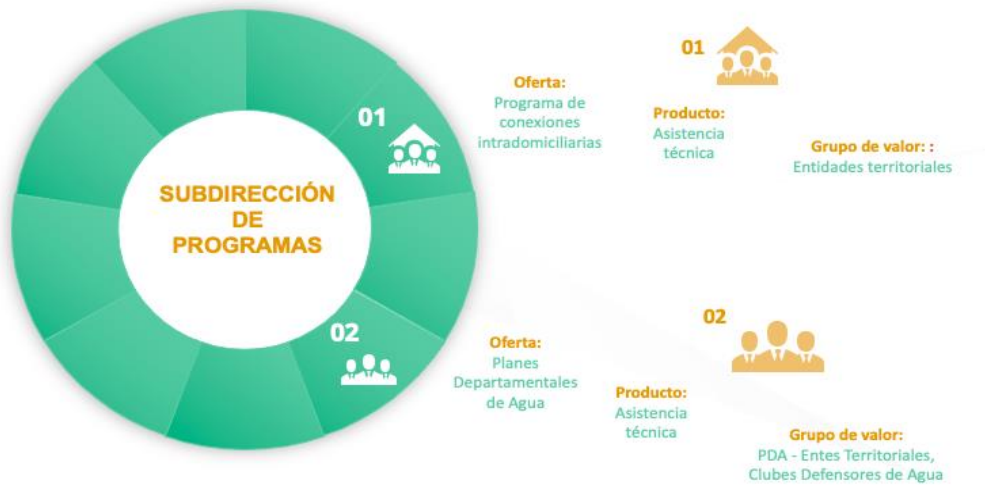 SUBDIRECCIÓN
DE
PROGRAMAS
01
02
01
Oferta:
Programa de
conexiones
intradomiciliarias
Producto:
Asistencia
técnica
Grupo de valor: :
Entidades territoriales
02
Oferta:
Planes
Departamentales
de Agua
Producto:
Asistencia
técnica
Grupo de valor:
PDA - Entes Territoriales,
Clubes Defensores de Agua